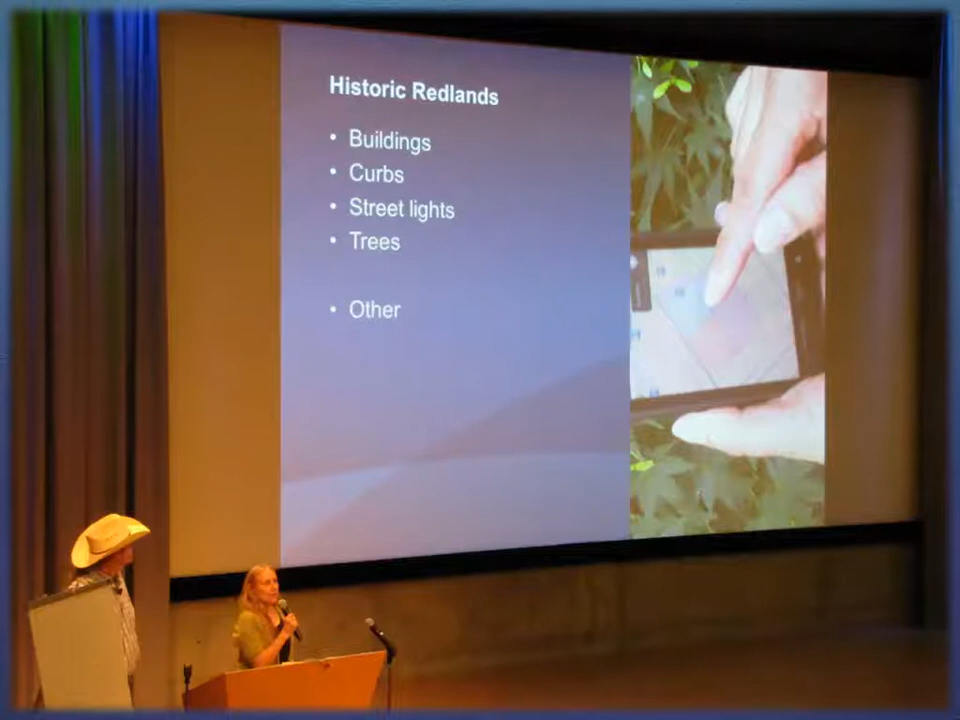 Historic Redlands
• Buildings
• Curbs
• Street lights
• Trees
• Other